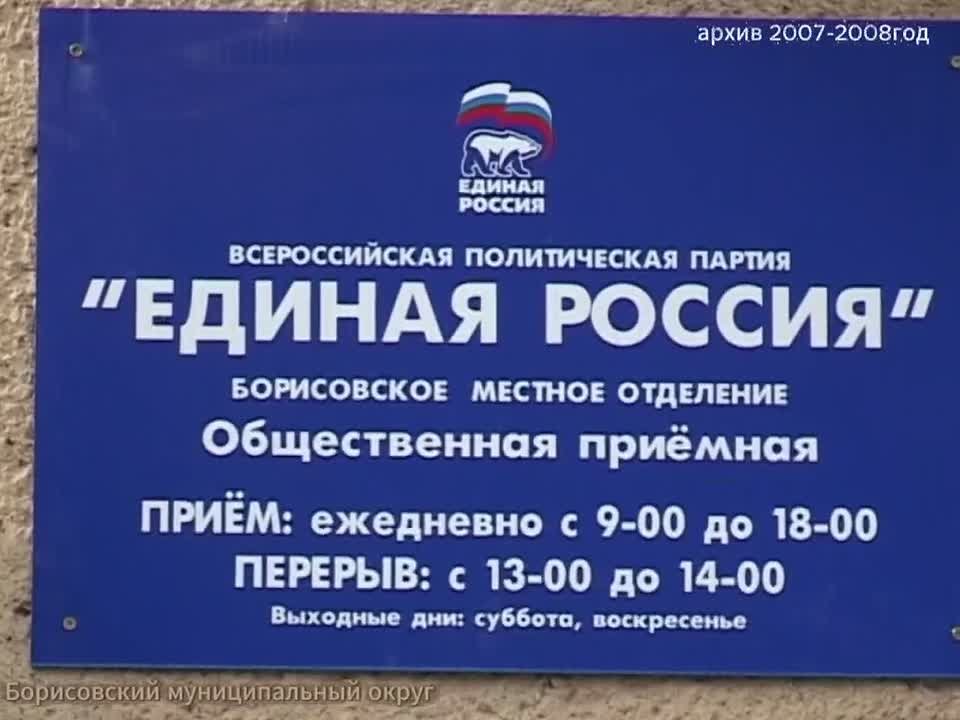 архив 2007-2008год
ЕДИНАЯ
РОССИЯ
ВСЕРОССИЙСКАЯ ПОЛИТИЧЕСКАЯ ПАРТИЯ
"ЕДИНАЯ РОССИЯ"
БОРИСОВСКОЕ МЕСТНОЕ ОТДЕЛЕНИЕ
Общественная приёмная
ПРИЁМ: ежедневно с 9-00 до 18-00
ПЕРЕРЫВ: с 13-00 до 14-00
Выходные дни: суббота, воскресенье
Борисовский муниципальный округ